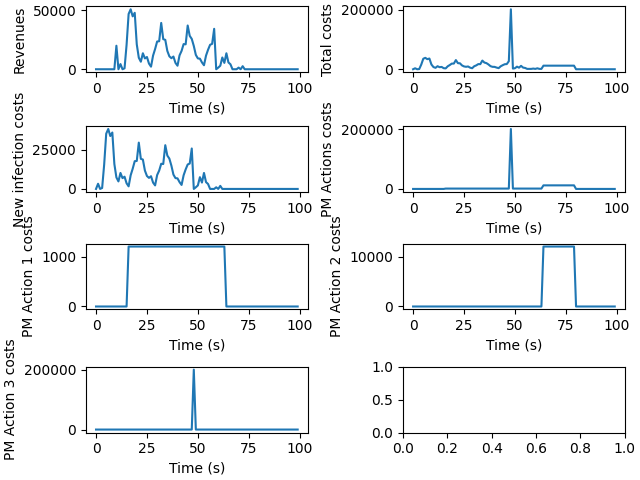 Revenues
50000
0
0 25 50 75 100
Time (s)
Total costs
200000
0
0 25 50 75 100
Time (s)
New infection costs
25000
0
0 25 50 75 100
Time (s)
PM Actions costs
200000
0
0 25 50 75 100
Time (s)
PM Action 1 costs
1000
0
0 25 50 75 100
Time (s)
PM Action 2 costs
10000
0
0 25 50 75 100
Time (s)
PM Action 3 costs
200000
0
0 25 50 75 100
Time (s)
1.0
0.5
0.0
0.0 0.2 0.4 0.6 0.8 1.0